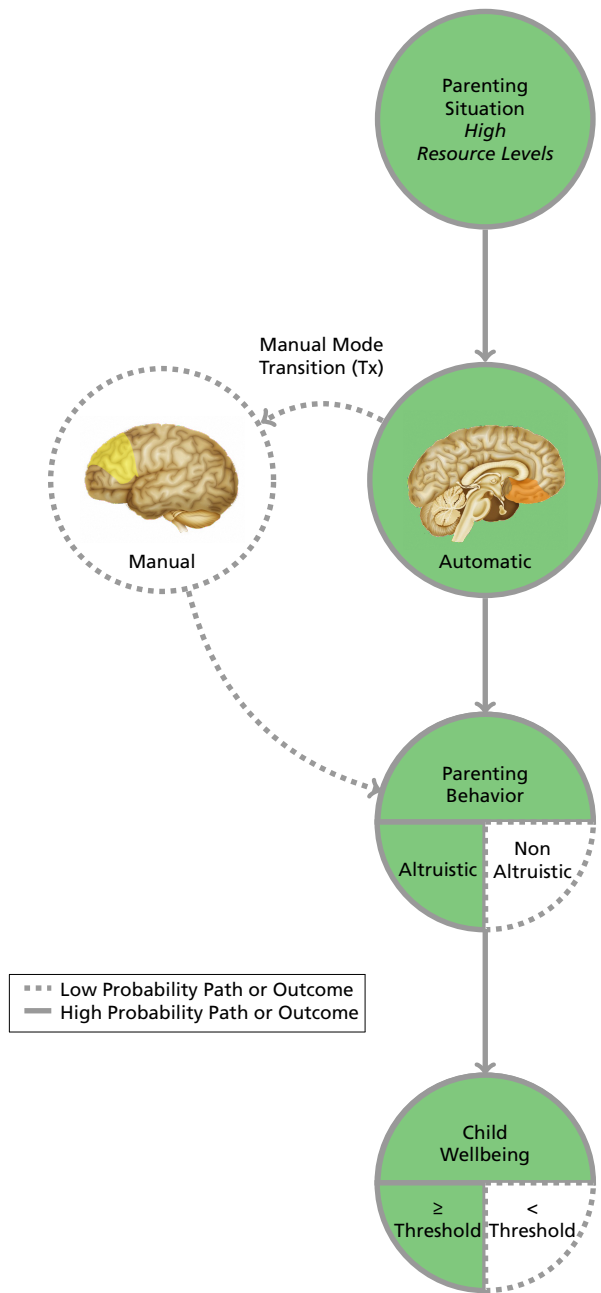 Parenting
Situation
High
Resource Levels
Manual Mode
Transition (Tx)
Manual
Automatic
Parenting
Behavior
Altruistic
Non
Altruistic
Low Probability Path or Outcome
High Probability Path or Outcome
Child
Wellbeing
≥
Threshold
<
Threshold